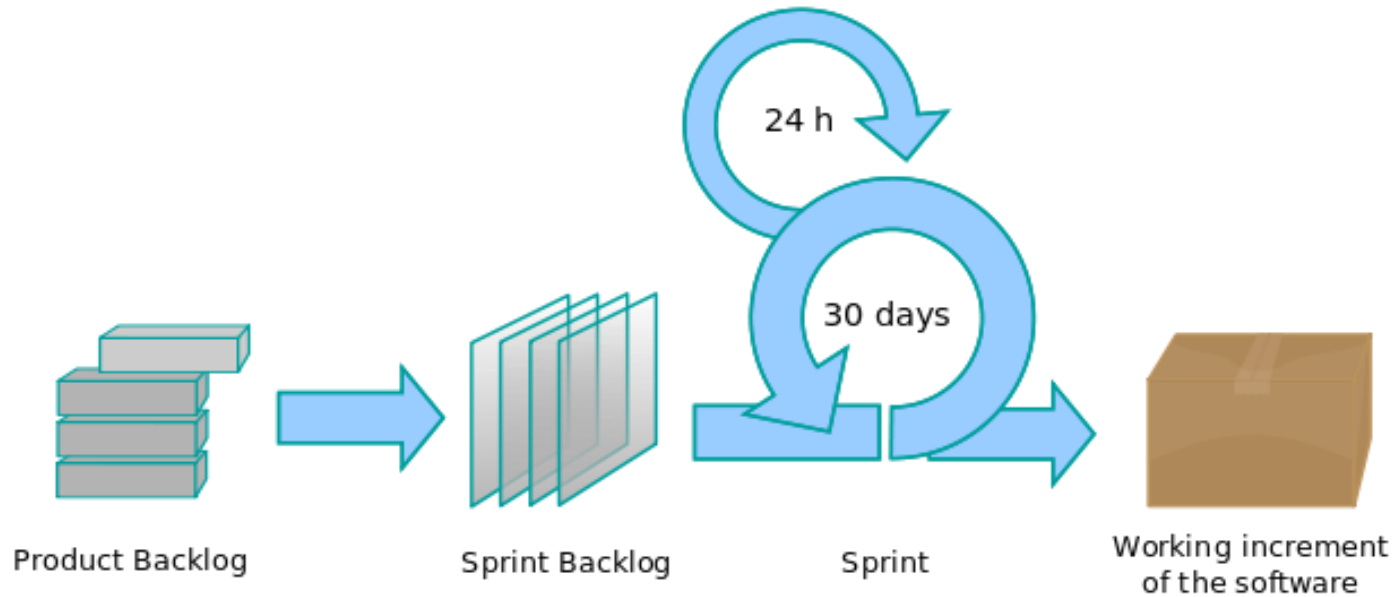 24 h
30 days
Product Backlog
Sprint Backlog
Sprint
Working increment
of the software